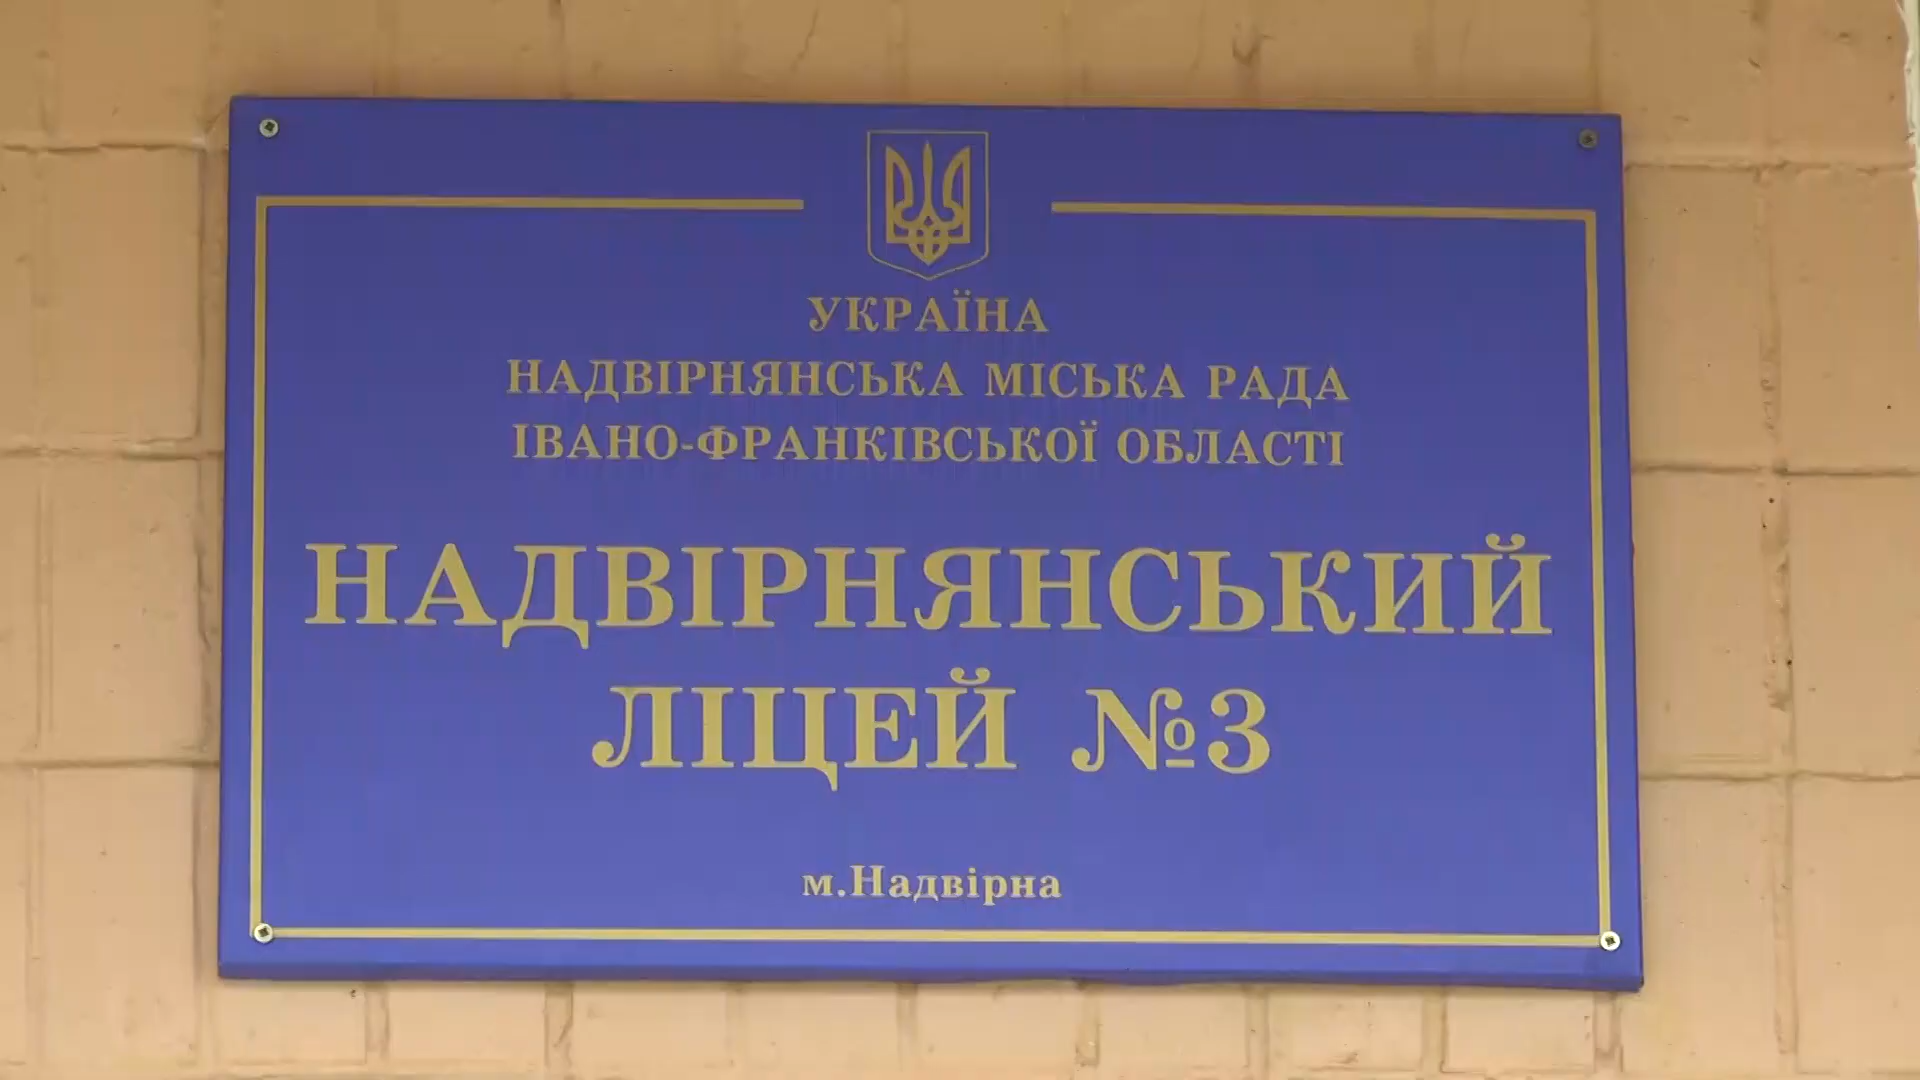 УКРАЇНА
НАДВІРНЯНСЬКА МІСЬКА РАДА
ІВАНО-ФРАНКІВСЬКОЇ ОБЛАСТІ
НАДВІРНЯНСЬКИЙ
ЛІЦЕЙ №3
м.Надвірна